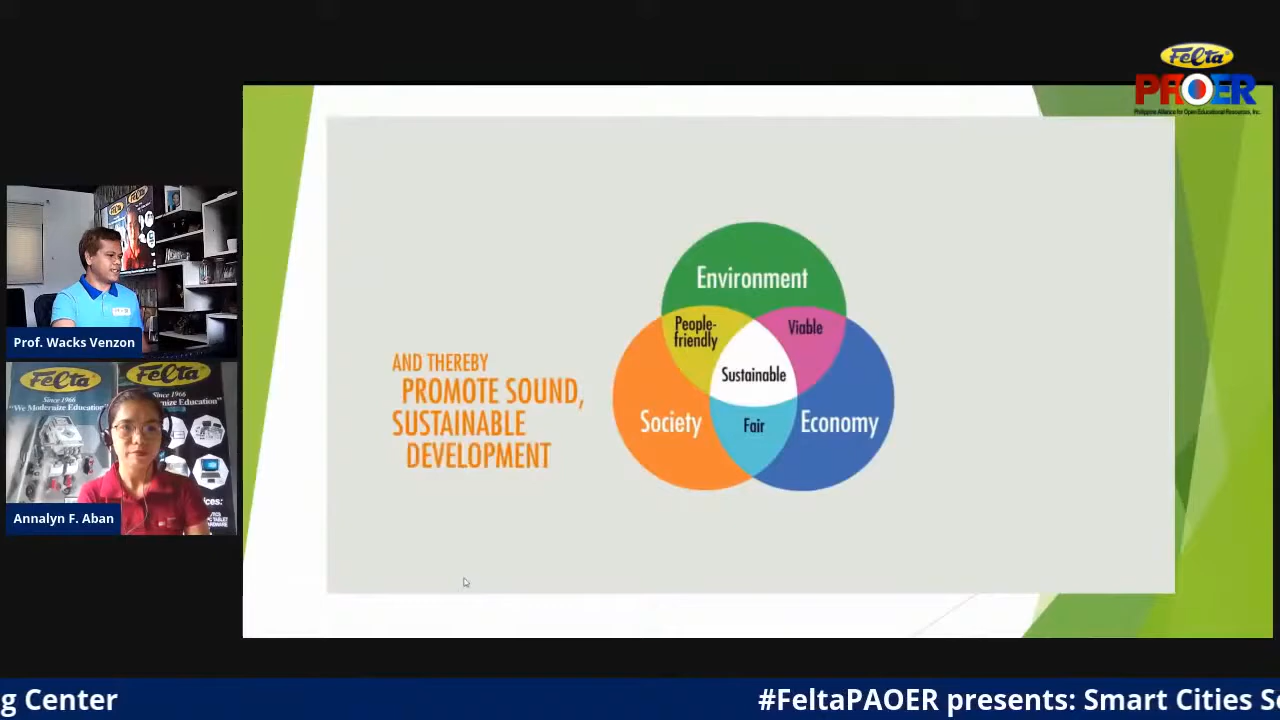 Felta
PAOER
Philippine Alliance for Open Educational Resources, Inc.
Environment
People-
friendly
Viable
Sustainable
Society
Fair
Economy
AND THEREBY
PROMOTE SOUND,
SUSTAINABLE
DEVELOPMENT
Prof. Wacks Venzon
Felta
Felta
Since 1966
"We Modernize Education"
Since 1966
Annalyn F. Aban
g Center
#FeltaPAOER presents: Smart Cities